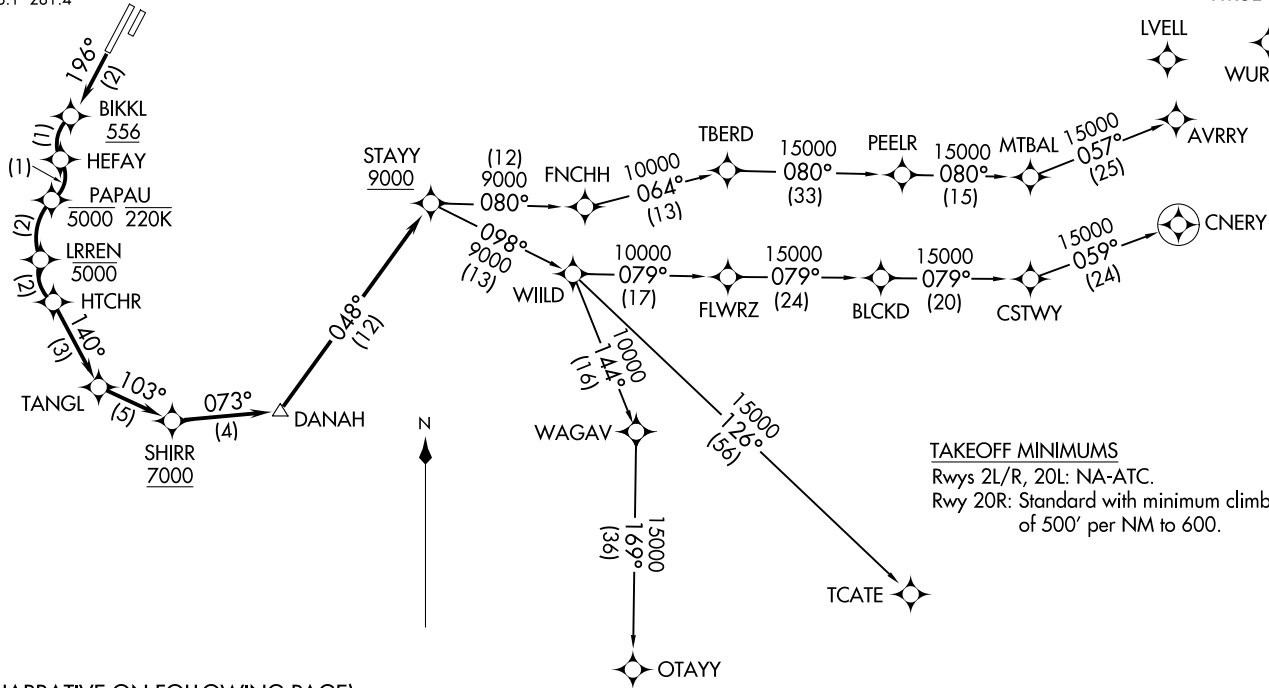 196°
(2)
BIKKL
556
(1)
HEFAY
(1)
PAPAU
5000 220K
(2)
LRREN
5000
(2)
HTCHR
140°
(3)
TANGL
103°
(5)
SHIRR
7000
073°
(4)
DANAH
048°
(12)
STAYY
9000
(12)
9000
080°
FNCHH
10000
064°
(13)
TBERD
15000
080°
(33)
PEELR
15000
080°
(15)
MTBAL
15000
057°
(25)
AVRRY
LVELL
098°
9000
(13)
WIILD
10000
079°
(17)
FLWRZ
15000
079°
(24)
BLCKD
15000
079°
(20)
CSTWY
15000
059°
(24)
CNERY
10000
144°
(16)
WAGAV
15000
169°
(36)
OTAYY
15000
126°
(56)
TCATE
N
TAKEOFF MINIMUMS
Rwys 2L/R, 20L: NA-ATC.
Rwy 20R: Standard with minimum climb
of 500' per NM to 600.